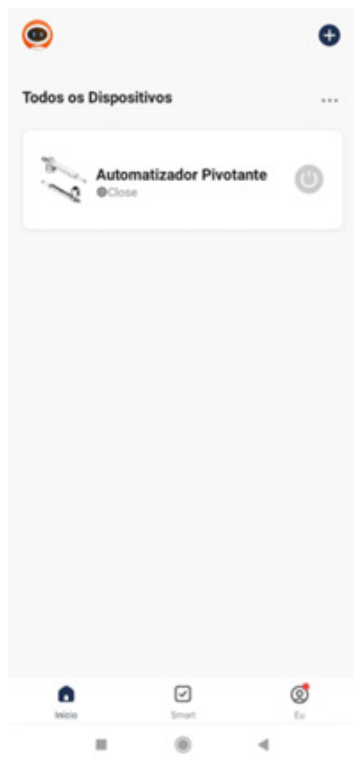 Todos os Dispositivos
Automatizador Pivotante
Close
Início
Smart
Eu